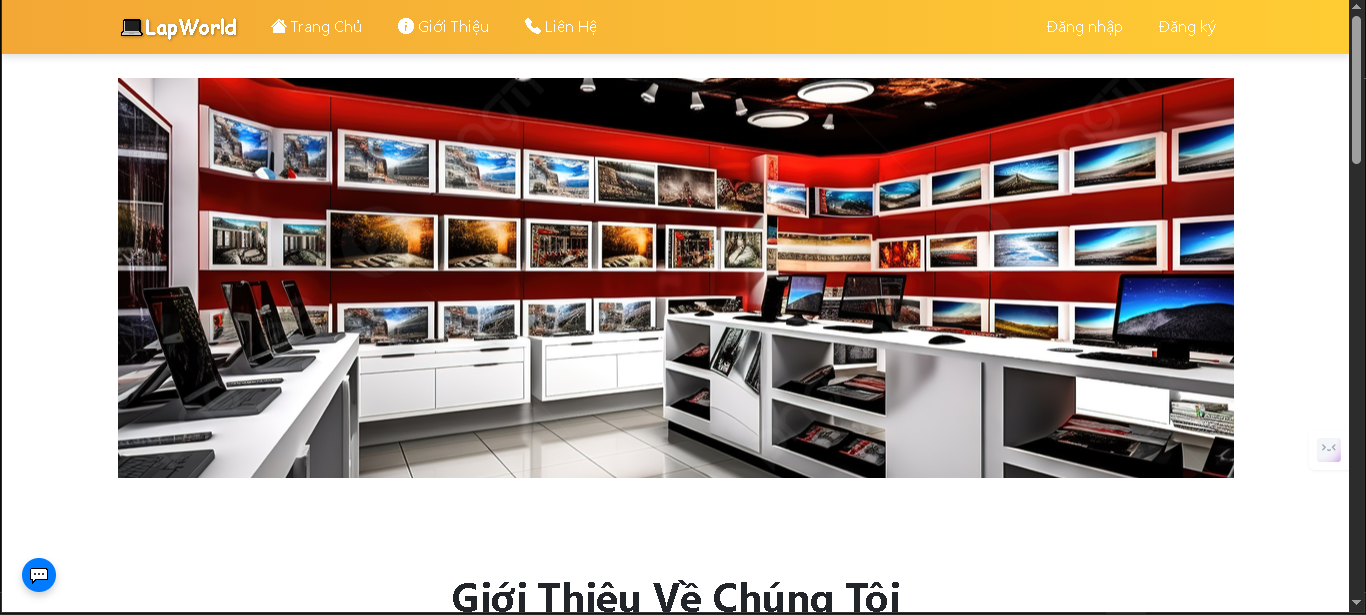 LapWorld
Trang Chủ
Giới Thiệu
Liên Hệ
Đăng nhập
Đăng ký
Giới Thiệu Về Chúng Tôi